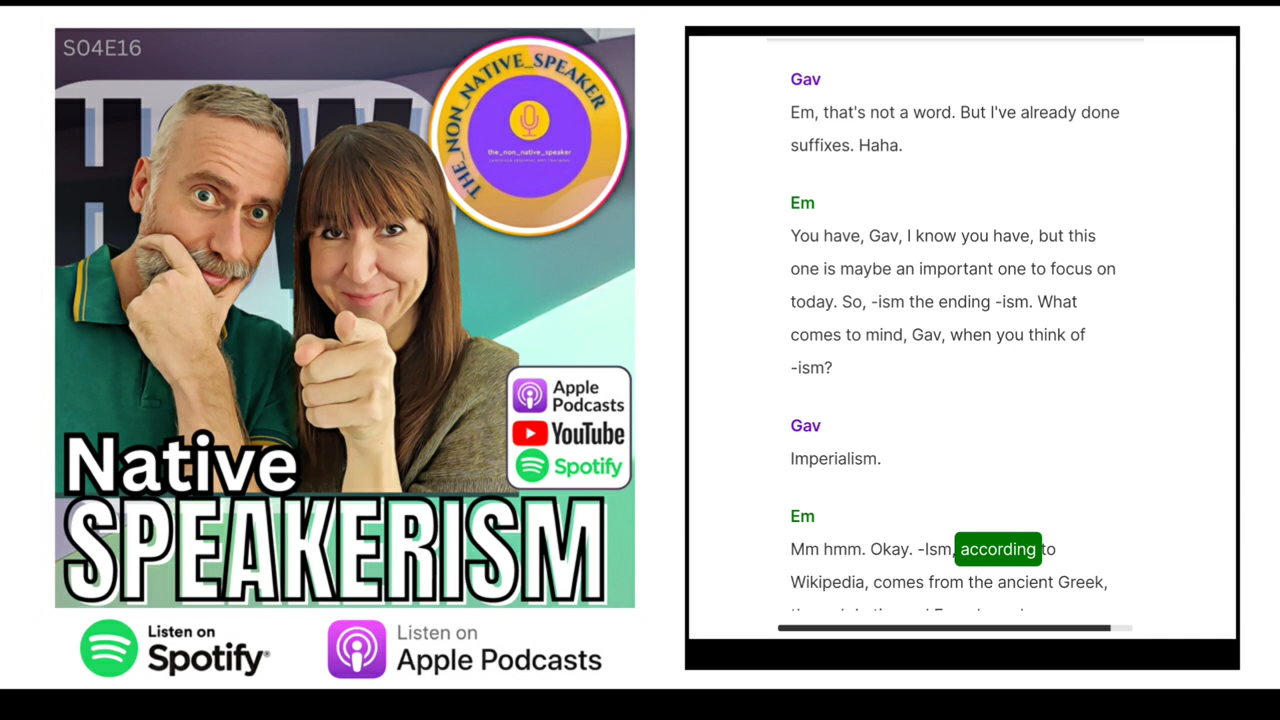 S04E16
HOW
THE_NON_NATIVE_SPEAKER
the_non_native_speaker
Apple
Podcasts
YouTube
Spotify
Native
SPEAKERISM
Listen on
Spotify®
Listen on
Apple Podcasts
Gav
Em, that's not a word. But I've already done
suffixes. Haha.
Em
You have, Gav, I know you have, but this
one is maybe an important one to focus on
today. So, -ism the ending -ism. What
comes to mind, Gav, when you think of
-ism?
Gav
Imperialism.
Em
Mm hmm. Okay. -Ism, according to
Wikipedia, comes from the ancient Greek,